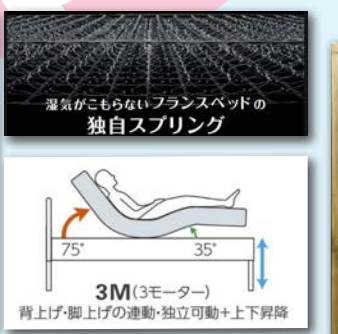 湿気がこもらないフランスベッドの
独自スプリング
75°
35°
3M(3モーター)
背上げ・脚上げの連動・独立可動+上下昇降